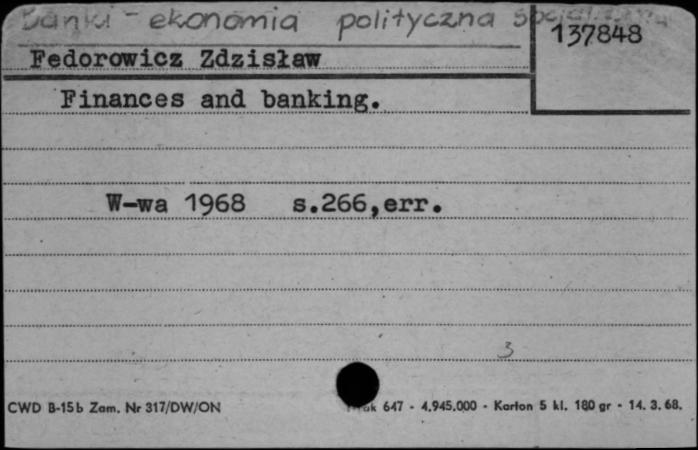 Banki - ekonomia polityczna
137848
Fedorowicz Zdzisław
Finances and banking.
W-wa 1968 s.266,err.
3
CWD B-15b Zam. Nr 317/DW/ON
647 - 4.945.000 - Karton 5 kl. 180 gr - 14. 3. 68.